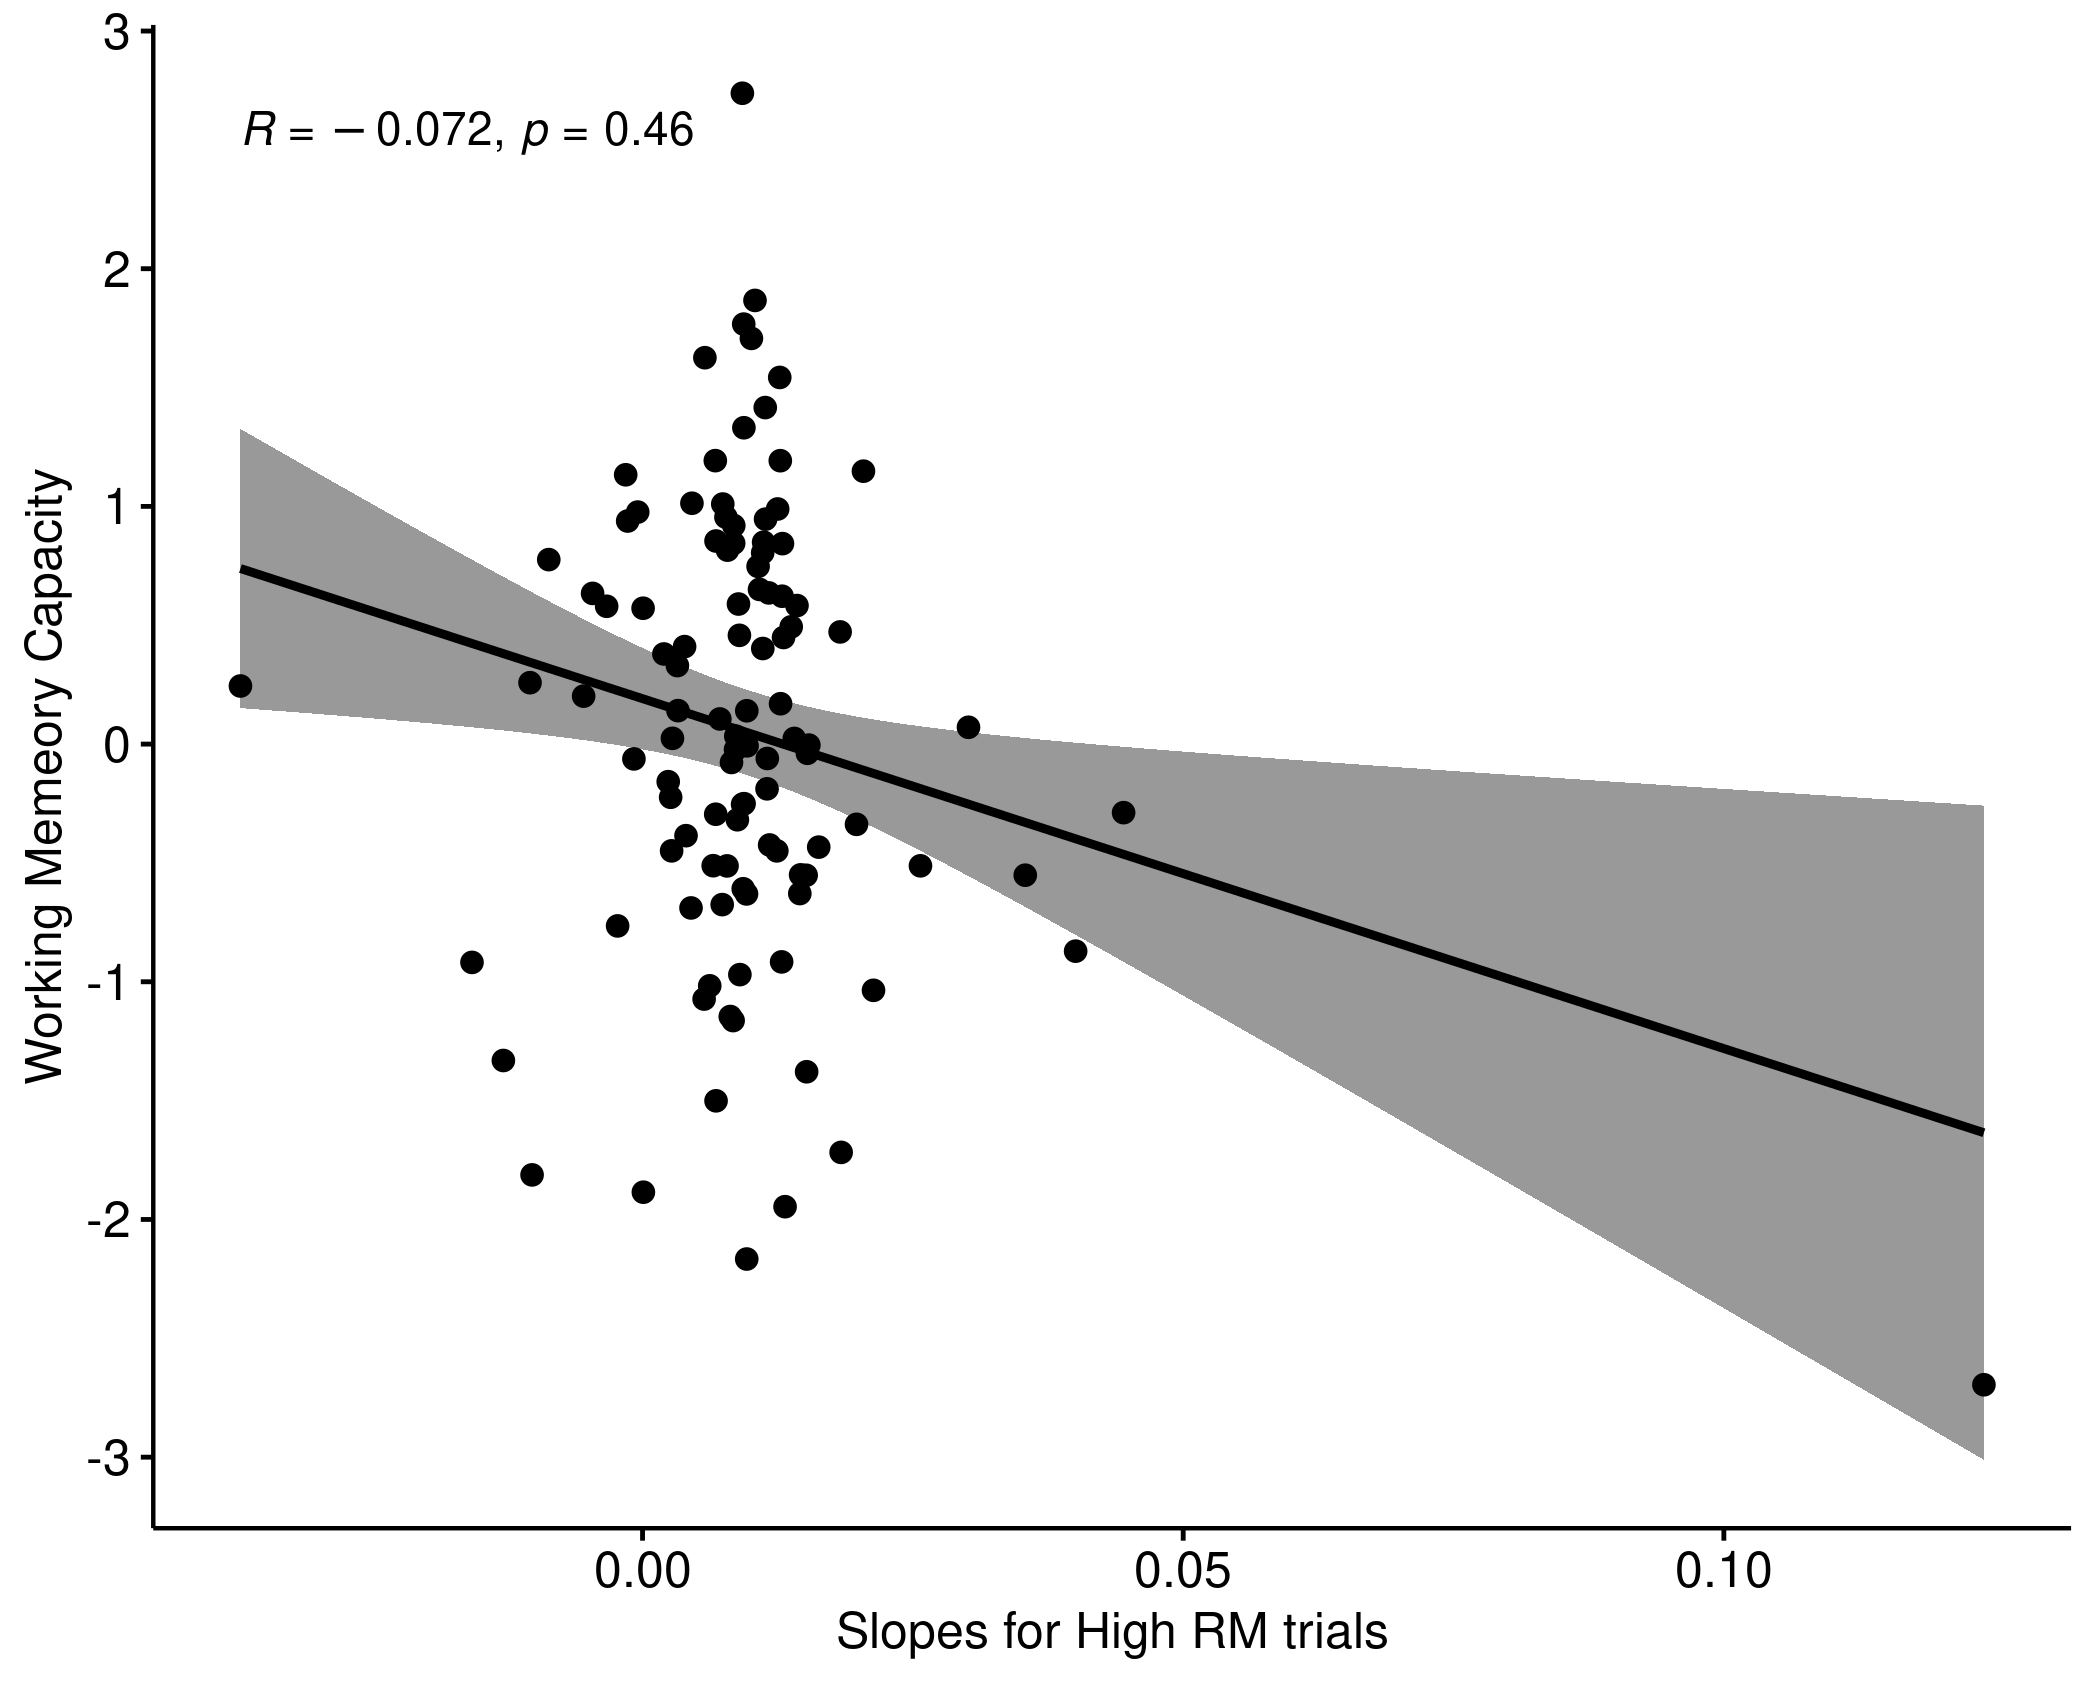 3
R = −0.072, p = 0.46
2
1
0
-1
-2
-3
Working Memeory Capacity
0.00 0.05 0.10
Slopes for High RM trials